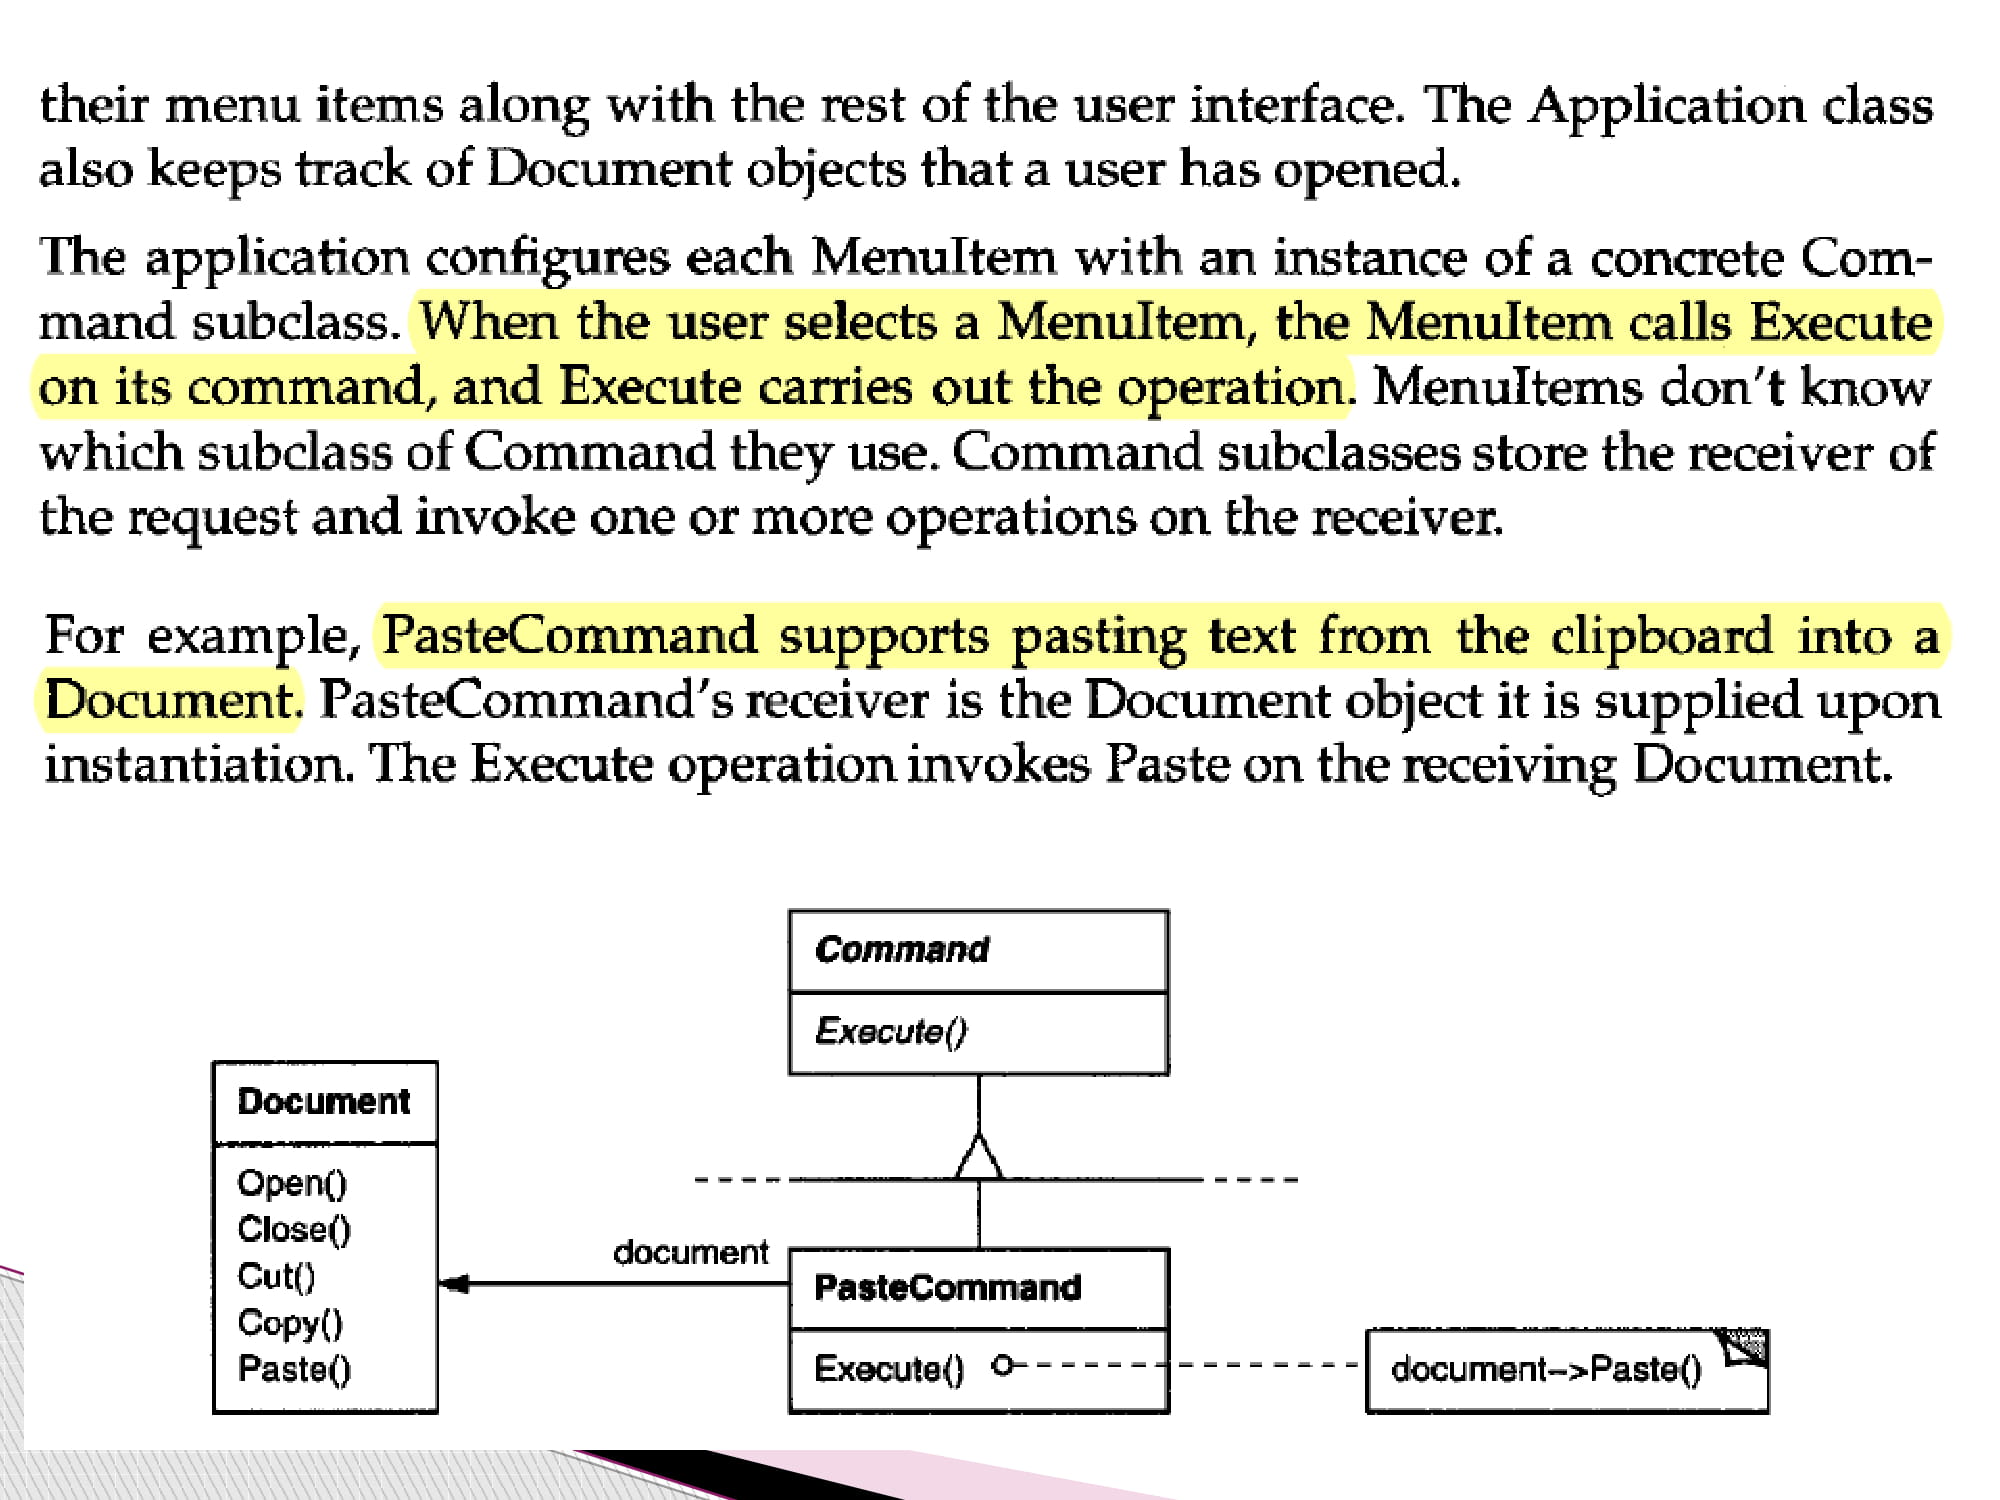 their menu items along with the rest of the user interface. The Application class
also keeps track of Document objects that a user has opened.
The application configures each MenuItem with an instance of a concrete Com-
mand subclass. When the user selects a MenuItem, the MenuItem calls Execute
on its command, and Execute carries out the operation. MenuItems don't know
which subclass of Command they use. Command subclasses store the receiver of
the request and invoke one or more operations on the receiver.
For example, PasteCommand supports pasting text from the clipboard into a
Document. PasteCommand's receiver is the Document object it is supplied upon
instantiation. The Execute operation invokes Paste on the receiving Document.
Command
Execute()
Document
Open()
Close()
Cut()
Copy()
Paste()
document
PasteCommand
Execute()
document–>Paste()